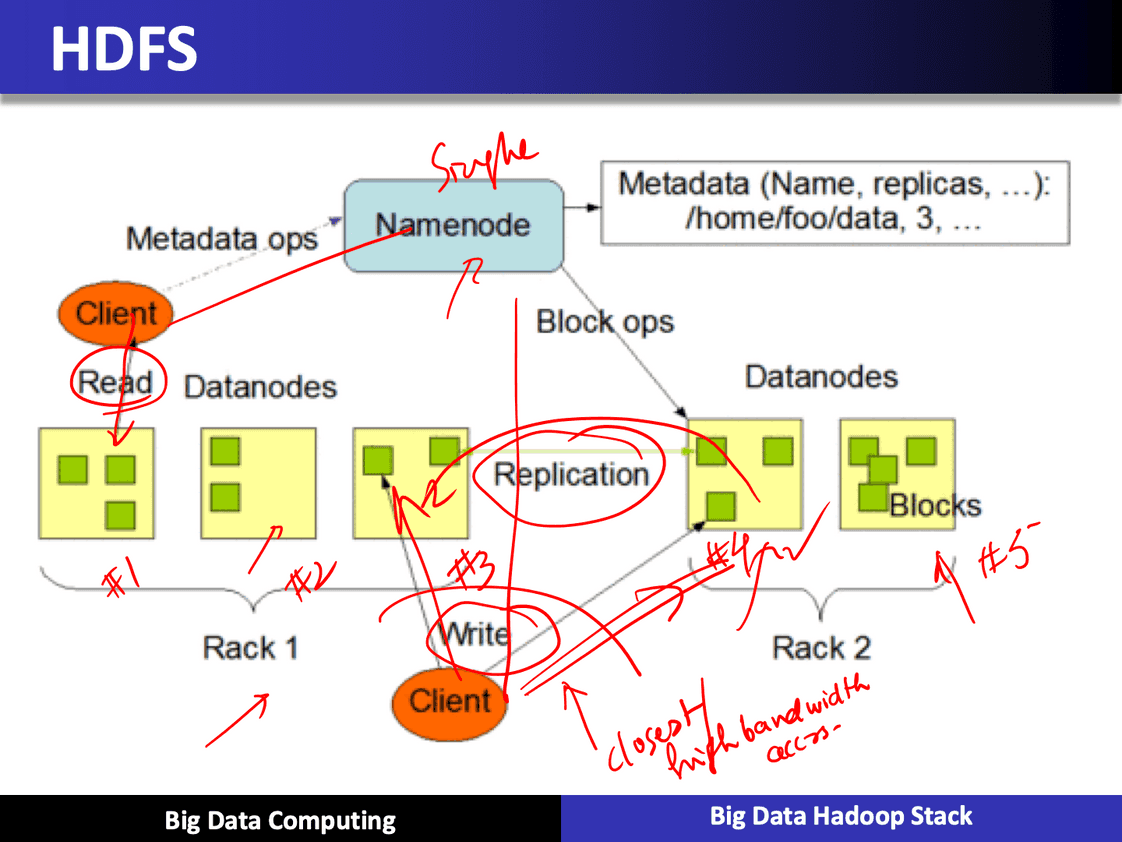 HDFS
Single
Metadata (Name, replicas, ...):
/home/foo/data, 3, ...
Namenode
Metadata ops
Client
Block ops
Read
Datanodes
Datanodes
Replication
Blocks
#1
#2
#3
#4
#5
Write
Rack 1
Rack 2
Client
closest/
high bandwidth
access
Big Data Computing
Big Data Hadoop Stack